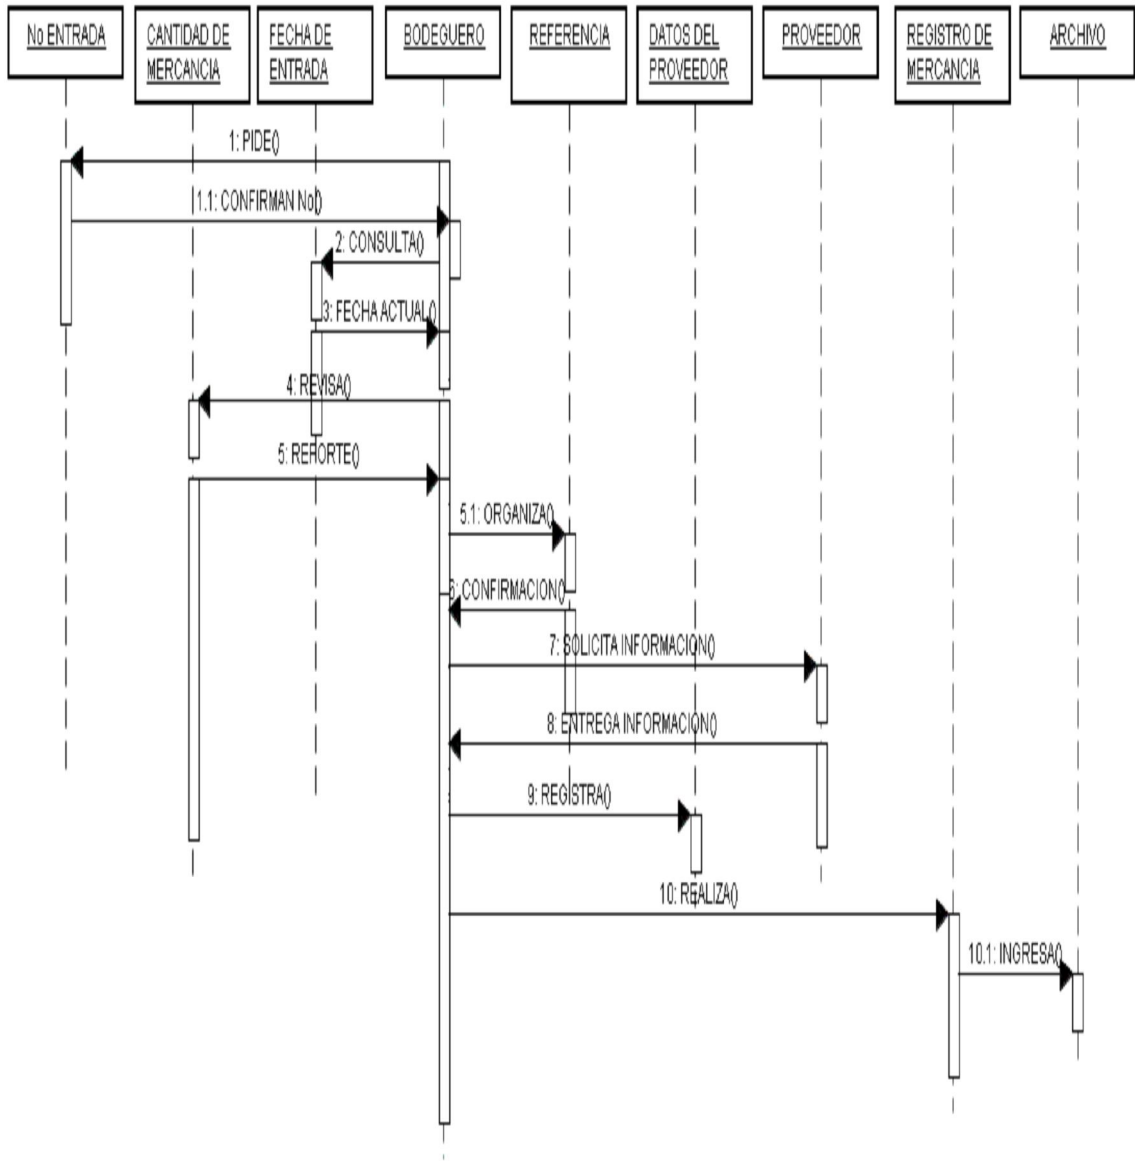 No ENTRADA
CANTIDAD DE
MERCANCIA
FECHA DE
ENTRADA
BODEGUERO
REFERENCIA
DATOS DEL
PROVEEDOR
PROVEEDOR
REGISTRO DE
MERCANCIA
ARCHIVO
1: PIDE()
1.1: CONFIRMAN No()
2: CONSULTA()
3: FECHA ACTUAL()
4: REVISA()
5: REPORTE()
5.1: ORGANIZA()
6: CONFIRMACION()
7: SOLICITA INFORMACION()
8: ENTREGA INFORMACION()
9: REGISTRA()
10: REALIZA()
10.1: INGRESA()